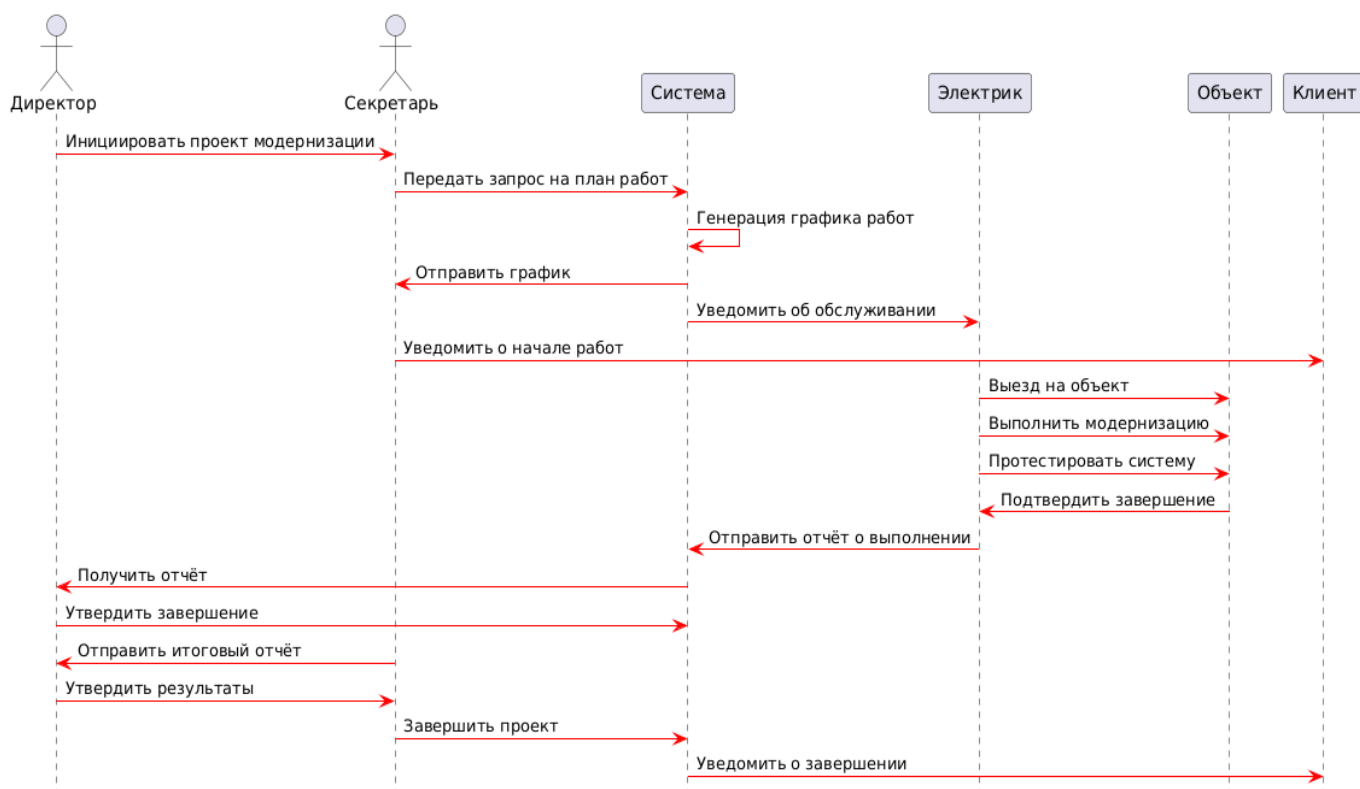 Директор
Секретарь
Система
Электрик
Объект
Клиент
Инициировать проект модернизации
Передать запрос на план работ
Генерация графика работ
Отправить график
Уведомить об обслуживании
Уведомить о начале работ
Выезд на объект
Выполнить модернизацию
Протестировать систему
Подтвердить завершение
Отправить отчёт о выполнении
Получить отчёт
Утвердить завершение
Отправить итоговый отчёт
Утвердить результаты
Завершить проект
Уведомить о завершении